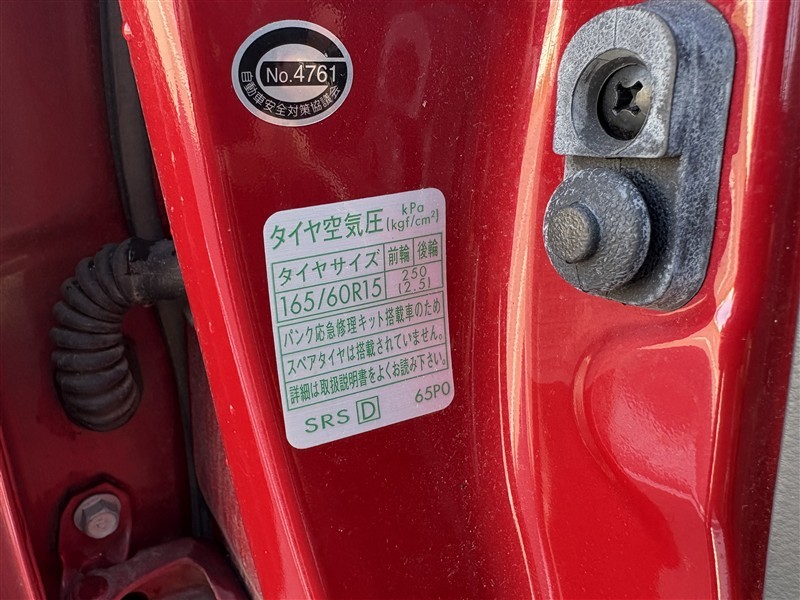 No.4761
自動車安全対策協議会
タイヤ空気圧 kPa (kgf/cm²)
タイヤサイズ 前輪 後輪
165/60R15 250 (2.5)
パンク応急修理キット搭載車のため
スペアタイヤは搭載されていません。
詳細は取扱説明書をよくお読み下さい。
SRS D 65P0